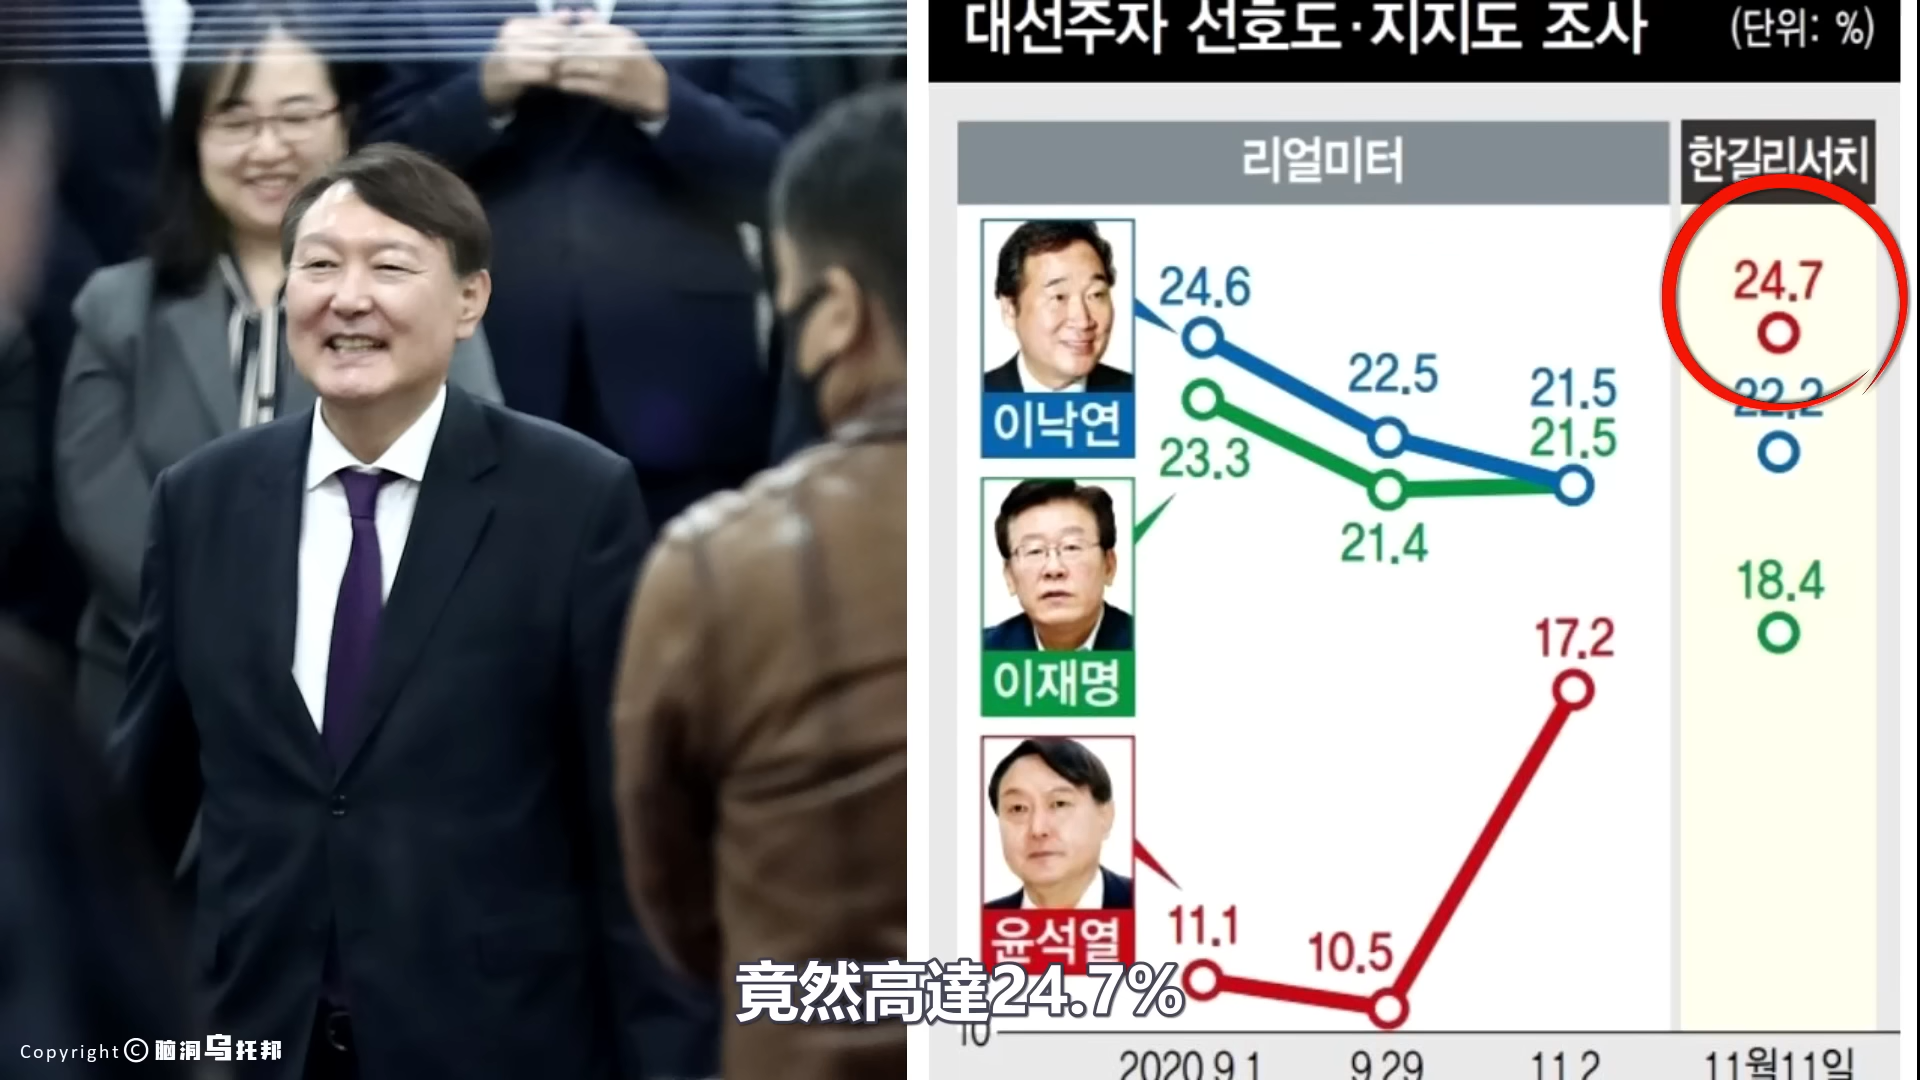 대선주자 선호도·지지도 조사 (단위: %)
리얼미터
한길리서치
24.6
22.5
21.5
21.5
23.3
21.4
이낙연
이재명
윤석열
11.1
10.5
17.2
24.7
22.2
18.4
竟然高達24.7%
10
2020.9.1 9.29 11.2 11월11일
Copyright © 脑洞乌托邦